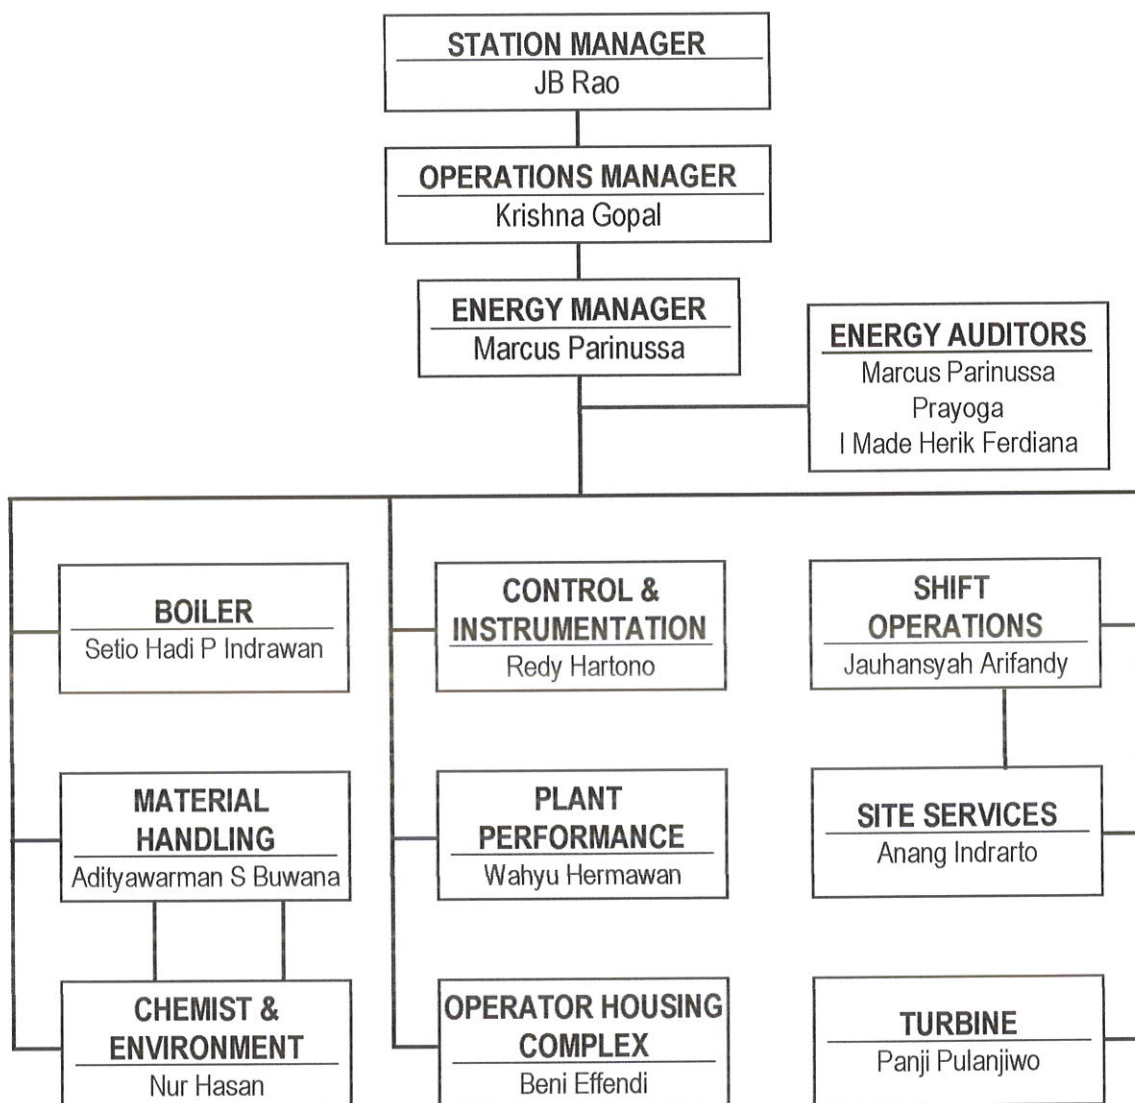 STATION MANAGER
JB Rao
OPERATIONS MANAGER
Krishna Gopal
ENERGY MANAGER
Marcus Parinussa
ENERGY AUDITORS
Marcus Parinussa
Prayoga
I Made Herik Ferdiana
BOILER
Setio Hadi P Indrawan
CONTROL &
INSTRUMENTATION
Redy Hartono
SHIFT
OPERATIONS
Jauhansyah Arifandy
MATERIAL
HANDLING
Adityawarman S Buwana
PLANT
PERFORMANCE
Wahyu Hermawan
SITE SERVICES
Anang Indrarto
CHEMIST &
ENVIRONMENT
Nur Hasan
OPERATOR HOUSING
COMPLEX
Beni Effendi
TURBINE
Panji Pulanjiwo